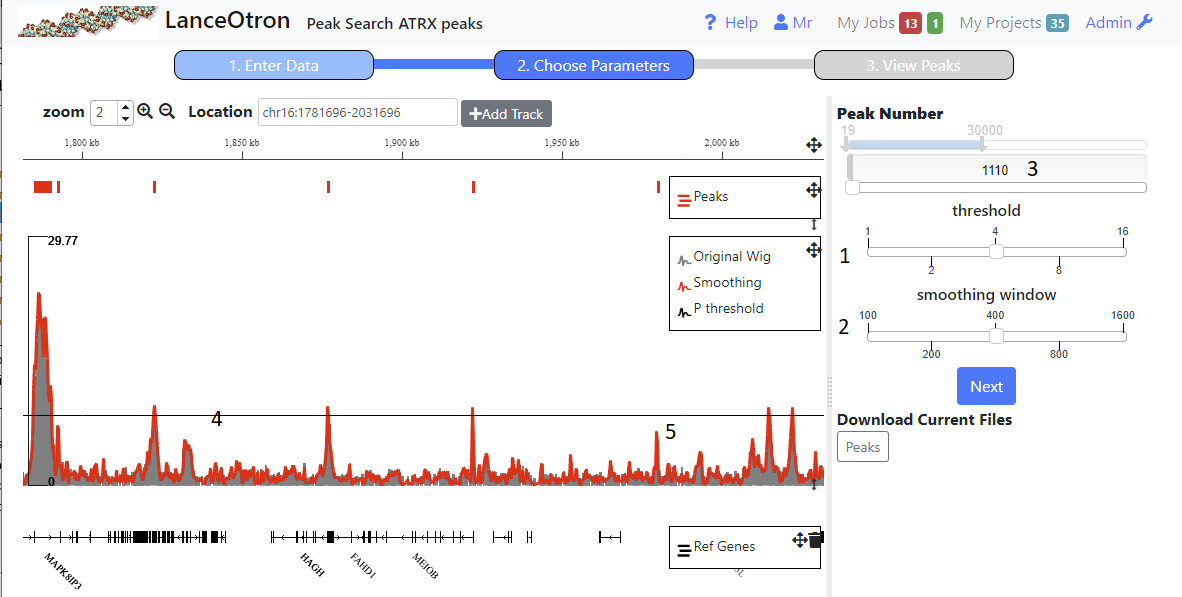 LanceOtron Peak Search ATRX peaks Help Mr My Jobs 13 1 My Projects 35 Admin
1. Enter Data 2. Choose Parameters 3. View Peaks
zoom 2 Location chr16:1781696-2031696 Add Track
1,800 kb 1,850 kb 1,900 kb 1,950 kb 2,000 kb
Peaks
29.77
Original Wig
Smoothing
P threshold
4
5
0
MAPK8IP3 HAGH FAHD1 MEIOB
Ref Genes
Peak Number
19 30000
1110 3
threshold
1 4 16
1
2 8
smoothing window
100 400 1600
2
200 800
Next
Download Current Files
Peaks